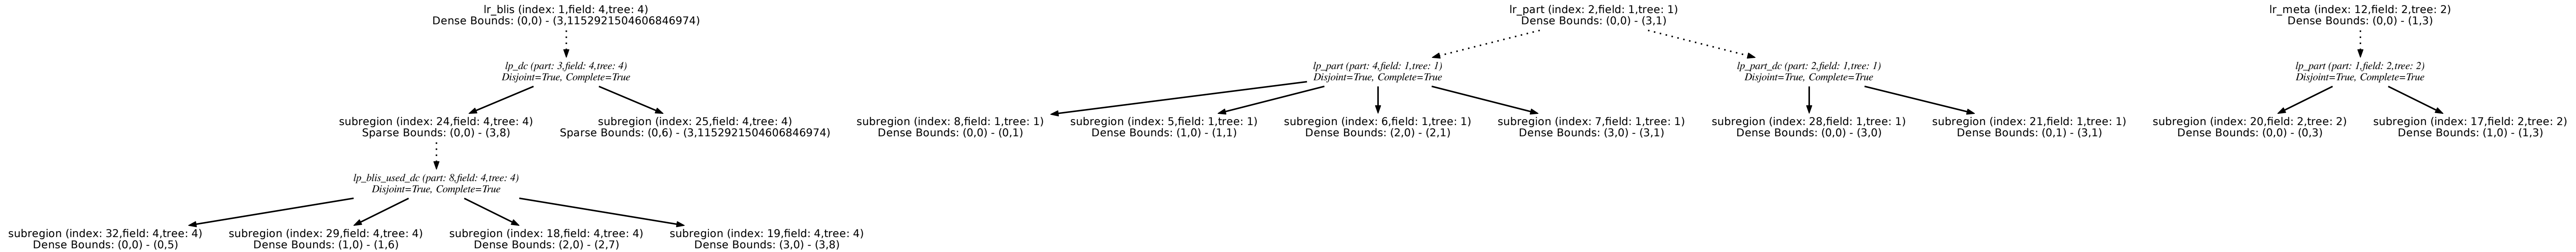 lr_blis (index: 1,field: 4,tree: 4)
Dense Bounds: (0,0) - (3,1152921504606846974)
lr_part (index: 2,field: 1,tree: 1)
Dense Bounds: (0,0) - (3,1)
lr_meta (index: 12,field: 2,tree: 2)
Dense Bounds: (0,0) - (1,3)
lp_dc (part: 3,field: 4,tree: 4)
Disjoint=True, Complete=True
lp_part (part: 4,field: 1,tree: 1)
Disjoint=True, Complete=True
lp_part_dc (part: 2,field: 1,tree: 1)
Disjoint=True, Complete=True
lp_part (part: 1,field: 2,tree: 2)
Disjoint=True, Complete=True
subregion (index: 24,field: 4,tree: 4)
Sparse Bounds: (0,0) - (3,8)
subregion (index: 25,field: 4,tree: 4)
Sparse Bounds: (0,6) - (3,1152921504606846974)
subregion (index: 8,field: 1,tree: 1)
Dense Bounds: (0,0) - (0,1)
subregion (index: 5,field: 1,tree: 1)
Dense Bounds: (1,0) - (1,1)
subregion (index: 6,field: 1,tree: 1)
Dense Bounds: (2,0) - (2,1)
subregion (index: 7,field: 1,tree: 1)
Dense Bounds: (3,0) - (3,1)
subregion (index: 28,field: 1,tree: 1)
Dense Bounds: (0,0) - (3,0)
subregion (index: 21,field: 1,tree: 1)
Dense Bounds: (0,1) - (3,1)
subregion (index: 20,field: 2,tree: 2)
Dense Bounds: (0,0) - (0,3)
subregion (index: 17,field: 2,tree: 2)
Dense Bounds: (1,0) - (1,3)
lp_blis_used_dc (part: 8,field: 4,tree: 4)
Disjoint=True, Complete=True
subregion (index: 32,field: 4,tree: 4)
Dense Bounds: (0,0) - (0,5)
subregion (index: 29,field: 4,tree: 4)
Dense Bounds: (1,0) - (1,6)
subregion (index: 18,field: 4,tree: 4)
Dense Bounds: (2,0) - (2,7)
subregion (index: 19,field: 4,tree: 4)
Dense Bounds: (3,0) - (3,8)